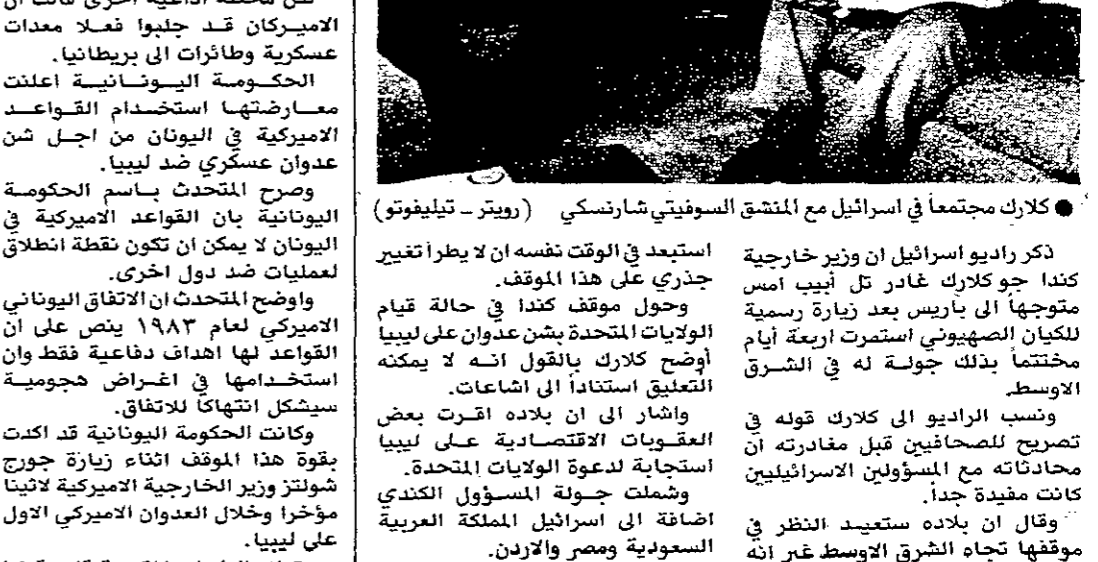 ● كلارك مجتمعاً في اسرائيل مع المنشق السوفيتي شارنسكي (رويتر ـ تيليفوتو)
ذكر راديو اسرائيل ان وزير خارجية
كندا جو كلارك غادر تل أبيب امس
متوجهاً الى باريس بعد زيارة رسمية
للكيان الصهيوني استمرت اربعة أيام
مختتماً بذلك جولة له في الشرق
الاوسط.
ونسب الراديو الى كلارك قوله في
تصريح للصحافيين قبل مغادرته ان
محادثاته مع المسؤولين الاسرائيليين
كانت مفيدة جداً.
وقال ان بلاده ستعيد النظر في
موقفها تجاه الشرق الاوسط غير انه
استبعد في الوقت نفسه ان لا يطرأ تغيير
جذري على هذا الموقف.
وحول موقف كندا في حالة قيام
الولايات المتحدة بشن عدوان على ليبيا
أوضح كلارك بالقول انه لا يمكنه
التعليق استناداً الى اشاعات.
واشار الى ان بلاده اقرت بعض
العقوبات الاقتصادية على ليبيا
استجابة لدعوة الولايات المتحدة.
وشملت جولة المسؤول الكندي
اضافة الى اسرائيل المملكة العربية
السعودية ومصر والاردن.
محطة اذاعية اخرى قالت ان
الاميركان قد جلبوا فعلا معدات
عسكرية وطائرات الى بريطانيا.
الحكومة اليونانية اعلنت
معارضتها استخدام القواعد
الاميركية في اليونان من اجل شن
عدوان عسكري ضد ليبيا.
وصرح المتحدث باسم الحكومة
اليونانية بان القواعد الاميركية في
اليونان لا يمكن ان تكون نقطة انطلاق
لعمليات ضد دول اخرى.
واوضح المتحدث ان الاتفاق اليوناني
الاميركي لعام ١٩٨٣ ينص على ان
القواعد لها اهداف دفاعية فقط وان
استخدامها في اغراض هجومية
سيشكل انتهاكاً للاتفاق.
وكانت الحكومة اليونانية قد اكدت
بقوة هذا الموقف اثناء زيارة جورج
شولتز وزير الخارجية الاميركية لاثينا
مؤخرا وخلال العدوان الاميركي الاول
على ليبيا.